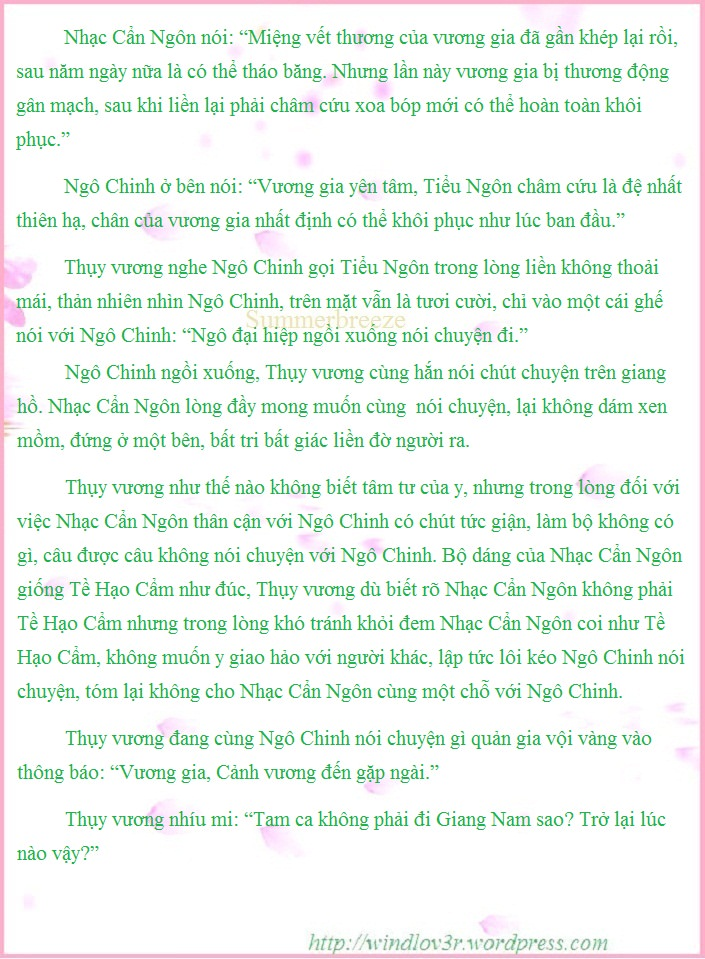 Nhạc Cẩn Ngôn nói: “Miệng vết thương của vương gia đã gần khép lại rồi,
sau năm ngày nữa là có thể tháo băng. Nhưng lần này vương gia bị thương động
gân mạch, sau khi liền lại phải châm cứu xoa bóp mới có thể hoàn toàn khôi
phục.”
Ngô Chinh ở bên nói: “Vương gia yên tâm, Tiểu Ngôn châm cứu là đệ nhất
thiên hạ, chân của vương gia nhất định có thể khôi phục như lúc ban đầu.”
Thụy vương nghe Ngô Chinh gọi Tiểu Ngôn trong lòng liền không thoải
mái, thản nhiên nhìn Ngô Chinh, trên mặt vẫn là tươi cười, chỉ vào một cái ghế
Summerbreeze
nói với Ngô Chinh: “Ngô đại hiệp ngồi xuống nói chuyện đi.”
Ngô Chinh ngồi xuống, Thụy vương cùng hắn nói chút chuyện trên giang
hồ. Nhạc Cẩn Ngôn lòng đầy mong muốn cùng nói chuyện, lại không dám xen
mồm, đứng ở một bên, bất tri bất giác liền đờ người ra.
Thụy vương như thế nào không biết tâm tư của y, nhưng trong lòng đối với
việc Nhạc Cẩn Ngôn thân cận với Ngô Chinh có chút tức giận, làm bộ không có
gì, câu được câu không nói chuyện với Ngô Chinh. Bộ dáng của Nhạc Cẩn Ngôn
giống Tề Hạo Cẩm như đúc, Thụy vương dù biết rõ Nhạc Cẩn Ngôn không phải
Tề Hạo Cẩm nhưng trong lòng khó tránh khỏi đem Nhạc Cẩn Ngôn coi như Tề
Hạo Cẩm, không muốn y giao hảo với người khác, lập tức lôi kéo Ngô Chinh nói
chuyện, tóm lại không cho Nhạc Cẩn Ngôn cùng một chỗ với Ngô Chinh.
Thụy vương đang cùng Ngô Chinh nói chuyện gì quản gia vội vàng vào
thông báo: “Vương gia, Cảnh vương đến gặp ngài.”
Thụy vương nhíu mi: “Tam ca không phải đi Giang Nam sao? Trở lại lúc
nào vậy?”
http://windlov3r.wordpress.com